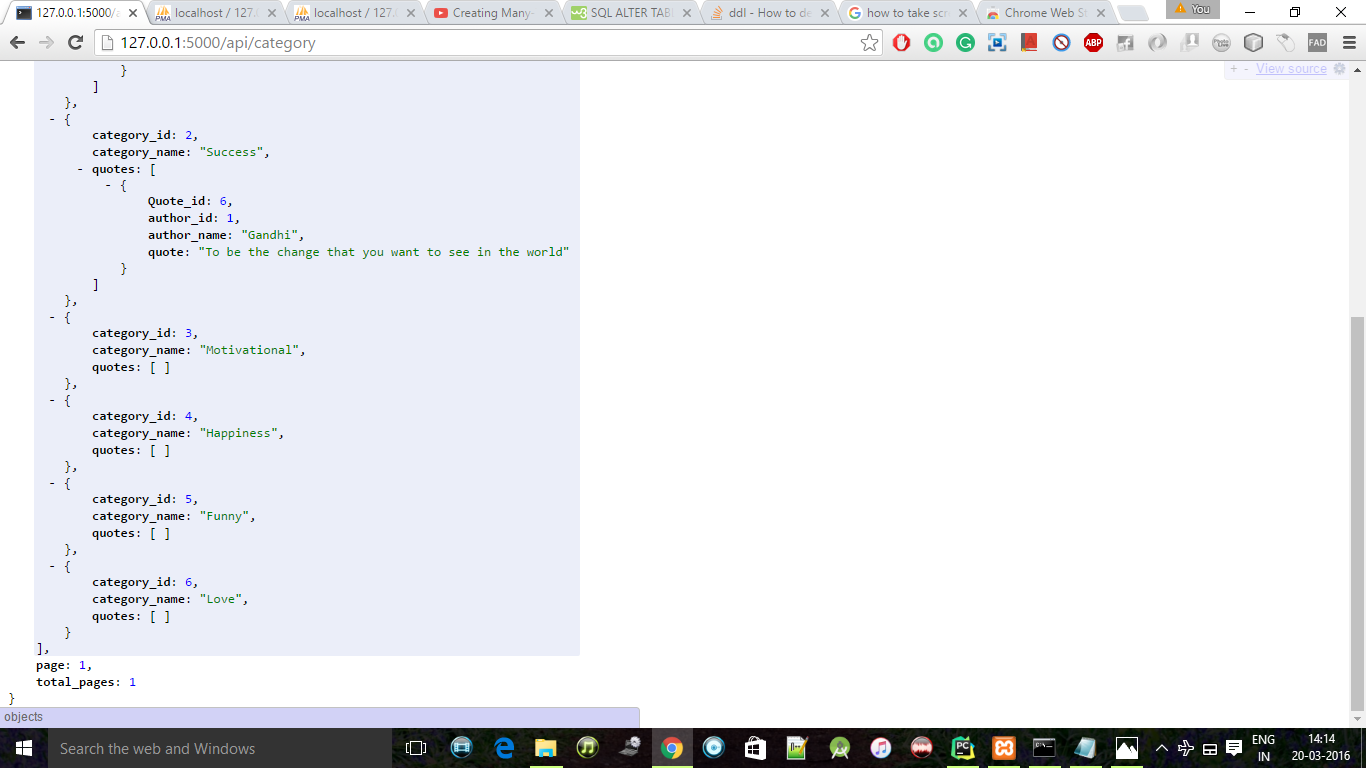 127.0.0.1:5000/a
localhost / 127.
localhost / 127.
Creating Many-
SQL ALTER TAB
ddl - How to de
how to take scr
Chrome Web St
You
127.0.0.1:5000/api/category
ABP
FAD
+ - View source
}
]
},
- {
category_id: 2,
category_name: "Success",
- quotes: [
- {
Quote_id: 6,
author_id: 1,
author_name: "Gandhi",
quote: "To be the change that you want to see in the world"
}
]
},
- {
category_id: 3,
category_name: "Motivational",
quotes: [ ]
},
- {
category_id: 4,
category_name: "Happiness",
quotes: [ ]
},
- {
category_id: 5,
category_name: "Funny",
quotes: [ ]
},
- {
category_id: 6,
category_name: "Love",
quotes: [ ]
}
],
page: 1,
total_pages: 1
}
objects
Search the web and Windows
ENG
IN
14:14
20-03-2016